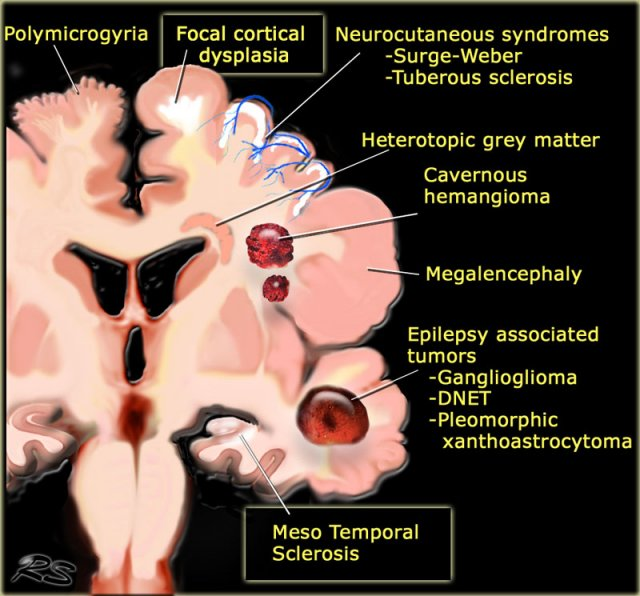 Polymicrogyria
Focal cortical
dysplasia
Neurocutaneous syndromes
-Surge-Weber
-Tuberous sclerosis
Heterotopic grey matter
Cavernous
hemangioma
Megalencephaly
Epilepsy associated
tumors
-Ganglioglioma
-DNET
-Pleomorphic
xanthoastrocytoma
Meso Temporal
Sclerosis
RS